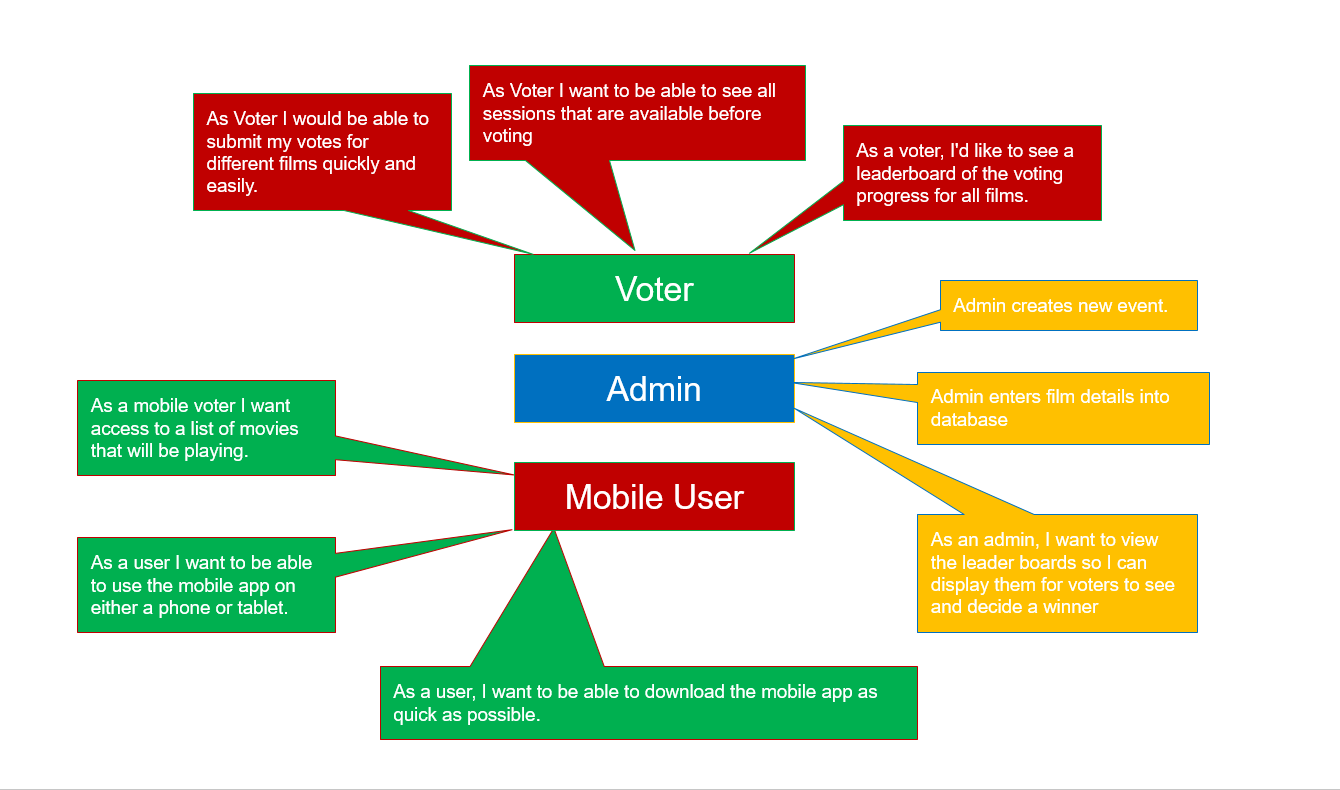 As Voter I want to be able to see all
sessions that are available before
voting
As Voter I would be able to
submit my votes for
different films quickly and
easily.
As a voter, I'd like to see a
leaderboard of the voting
progress for all films.
Voter
Admin creates new event.
Admin
Admin enters film details into
database
As a mobile voter I want
access to a list of movies
that will be playing.
Mobile User
As an admin, I want to view
the leader boards so I can
display them for voters to see
and decide a winner
As a user I want to be able
to use the mobile app on
either a phone or tablet.
As a user, I want to be able to download the mobile app as
quick as possible.